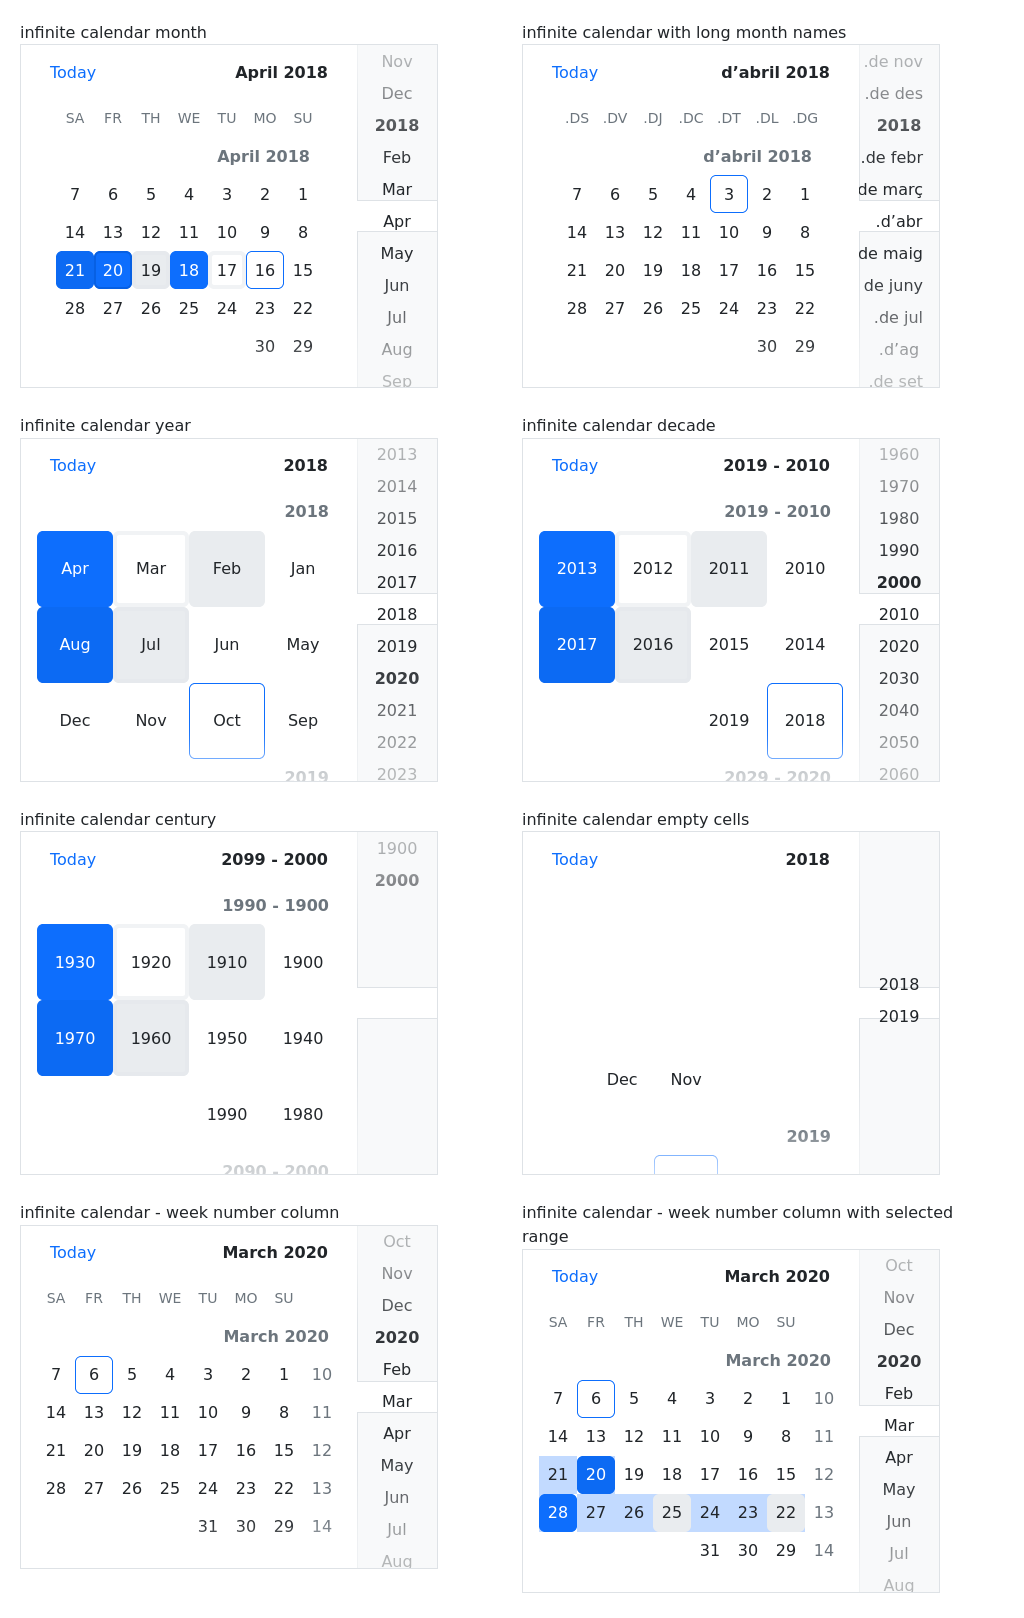 infinite calendar month
Today April 2018
SA FR TH WE TU MO SU
April 2018
7 6 5 4 3 2 1
14 13 12 11 10 9 8
21 20 19 18 17 16 15
28 27 26 25 24 23 22
30 29
Nov
Dec
2018
Feb
Mar
Apr
May
Jun
Jul
Aug
Sep
infinite calendar with long month names
Today d’abril 2018
.DS .DV .DJ .DC .DT .DL .DG
d’abril 2018
7 6 5 4 3 2 1
14 13 12 11 10 9 8
21 20 19 18 17 16 15
28 27 26 25 24 23 22
30 29
.de nov
.de des
2018
.de febr
de març
.d’abr
de maig
de juny
.de jul
.d’ag
.de set
infinite calendar year
Today 2018
2018
Apr Mar Feb Jan
Aug Jul Jun May
Dec Nov Oct Sep
2019
2013
2014
2015
2016
2017
2018
2019
2020
2021
2022
2023
infinite calendar decade
Today 2019 - 2010
2019 - 2010
2013 2012 2011 2010
2017 2016 2015 2014
2019 2018
2029 - 2020
1960
1970
1980
1990
2000
2010
2020
2030
2040
2050
2060
infinite calendar century
Today 2099 - 2000
1990 - 1900
1930 1920 1910 1900
1970 1960 1950 1940
1990 1980
2090 - 2000
1900
2000
infinite calendar empty cells
Today 2018
Dec Nov
2019
2018
2019
infinite calendar - week number column
Today March 2020
SA FR TH WE TU MO SU
March 2020
7 6 5 4 3 2 1 10
14 13 12 11 10 9 8 11
21 20 19 18 17 16 15 12
28 27 26 25 24 23 22 13
31 30 29 14
Oct
Nov
Dec
2020
Feb
Mar
Apr
May
Jun
Jul
Aug
infinite calendar - week number column with selected
range
Today March 2020
SA FR TH WE TU MO SU
March 2020
7 6 5 4 3 2 1 10
14 13 12 11 10 9 8 11
21 20 19 18 17 16 15 12
28 27 26 25 24 23 22 13
31 30 29 14
Oct
Nov
Dec
2020
Feb
Mar
Apr
May
Jun
Jul
Aug